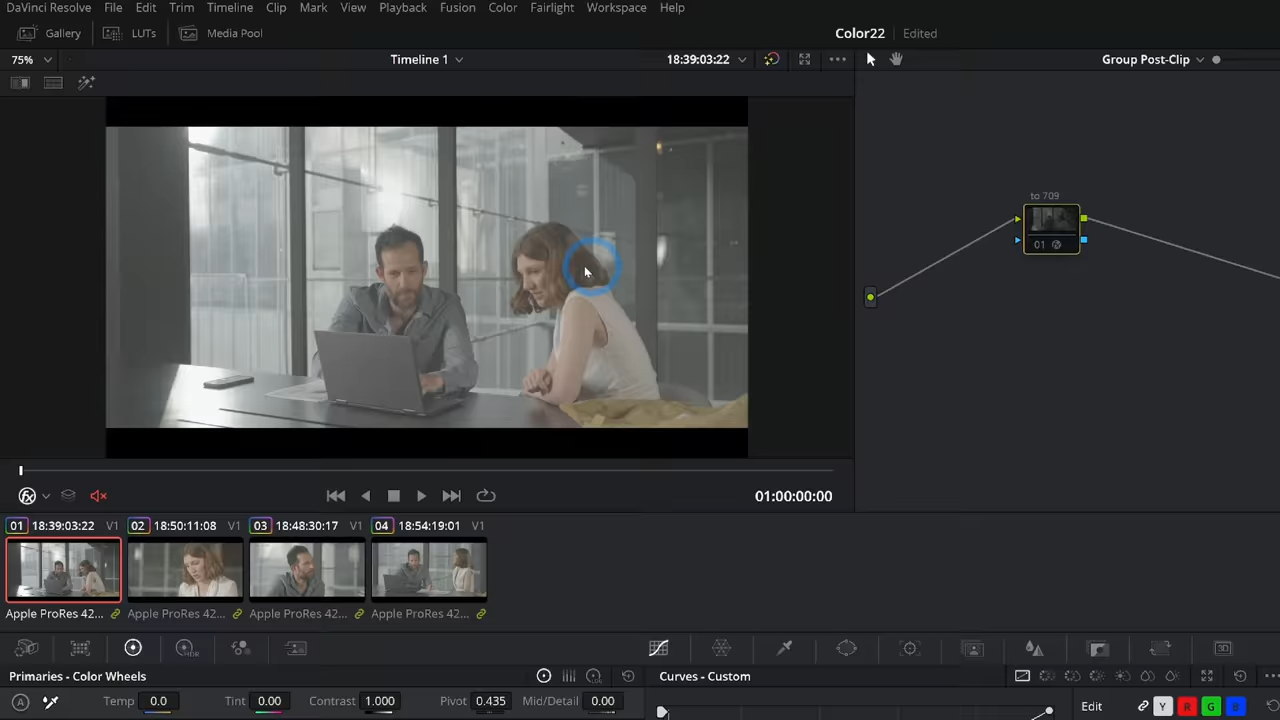 DaVinci Resolve File Edit Trim Timeline Clip Mark View Playback Fusion Color Fairlight Workspace Help
Gallery LUTs Media Pool Color22 Edited
75% Timeline 1 18:39:03:22 Group Post-Clip
to 709
01
01:00:00:00
01 18:39:03:22 V1 02 18:50:11:08 V1 03 18:48:30:17 V1 04 18:54:19:01 V1
Apple ProRes 42... Apple ProRes 42... Apple ProRes 42... Apple ProRes 42...
HDR 3D
Primaries - Color Wheels Curves - Custom
A Temp 0.0 Tint 0.00 Contrast 1.000 Pivot 0.435 Mid/Detail 0.00 Edit Y R G B